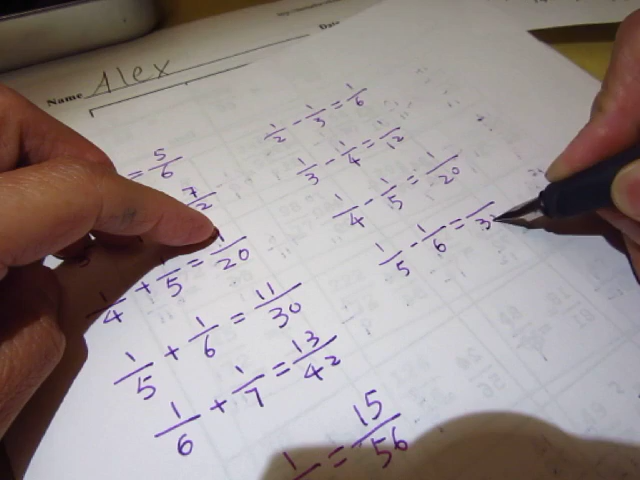 Name Alex Date
= 5/6
7/12
1/4 + 1/5 = 1/20
1/5 + 1/6 = 11/30
1/6 + 1/7 = 13/42
= 15/56
1/2 - 1/3 = 1/6
1/3 - 1/4 = 1/12
1/4 - 1/5 = 1/20
1/5 - 1/6 = /3